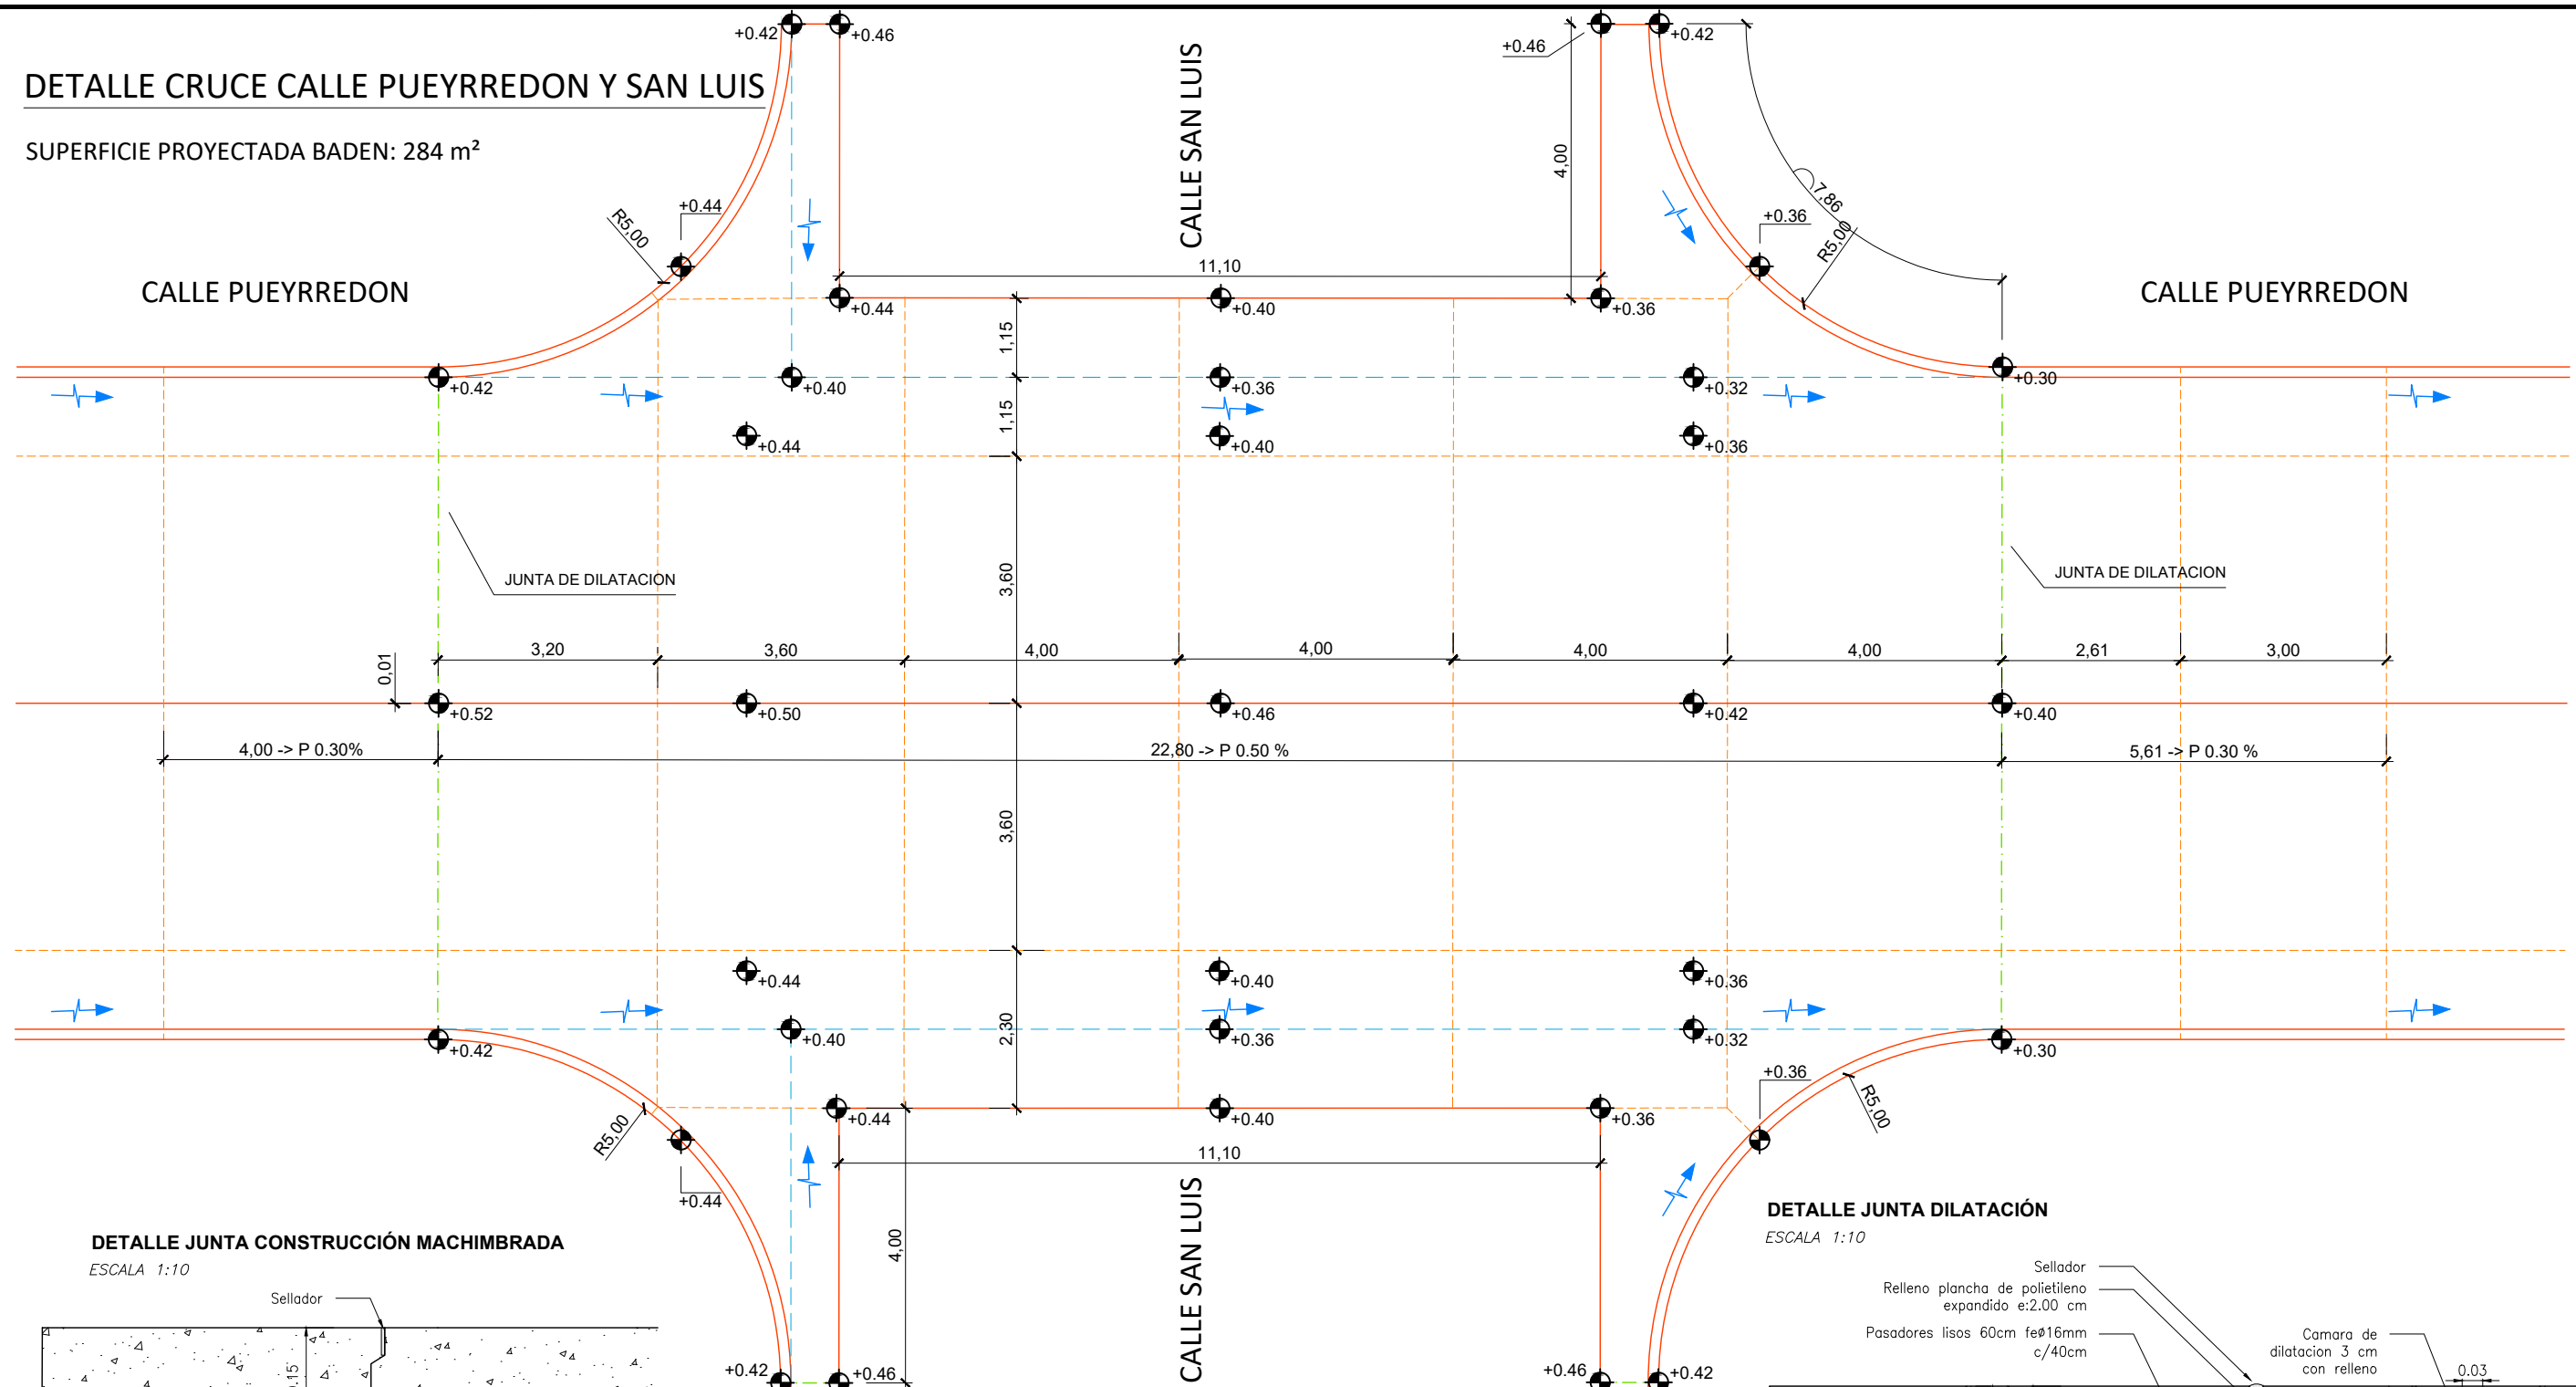 +0.42
+0.46
+0.46
+0.42
DETALLE CRUCE CALLE PUEYRREDON Y SAN LUIS
SUPERFICIE PROYECTADA BADEN: 284 m²
CALLE SAN LUIS
4,00
7,86
R5,00
+0.44
+0.36
R5,00
CALLE PUEYRREDON
11,10
CALLE PUEYRREDON
+0.44
+0.40
+0.36
1,15
+0.42
+0.40
+0.36
+0.32
+0.30
1,15
+0.44
+0.40
+0.36
JUNTA DE DILATACION
3,60
JUNTA DE DILATACION
3,20
3,60
4,00
4,00
4,00
4,00
2,61
3,00
0,01
+0.52
+0.50
+0.46
+0.42
+0.40
4,00 -> P 0.30%
22,80 -> P 0.50 %
5,61 -> P 0.30 %
3,60
+0.44
+0.40
+0.36
2,30
+0.42
+0.40
+0.36
+0.32
+0.30
+0.36
R5,00
R5,00
+0.44
+0.40
+0.36
11,10
+0.44
4,00
CALLE SAN LUIS
DETALLE JUNTA CONSTRUCCIÓN MACHIMBRADA
ESCALA 1:10
Sellador
0.15
DETALLE JUNTA DILATACIÓN
ESCALA 1:10
Sellador
Relleno plancha de polietileno
expandido e:2.00 cm
Pasadores lisos 60cm feø16mm
c/40cm
Camara de
dilatacion 3 cm
con relleno
0.03
+0.42
+0.46
+0.46
+0.42